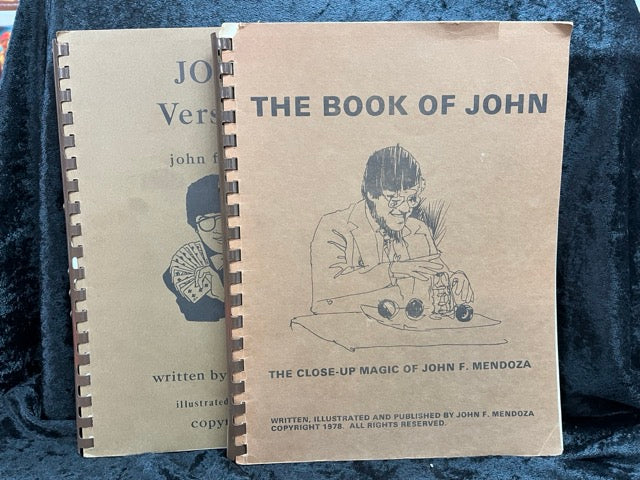 JO
Vers
john f
written by
illustrated
copyr
THE BOOK OF JOHN
THE CLOSE-UP MAGIC OF JOHN F. MENDOZA
WRITTEN, ILLUSTRATED AND PUBLISHED BY JOHN F. MENDOZA
COPYRIGHT 1978. ALL RIGHTS RESERVED.